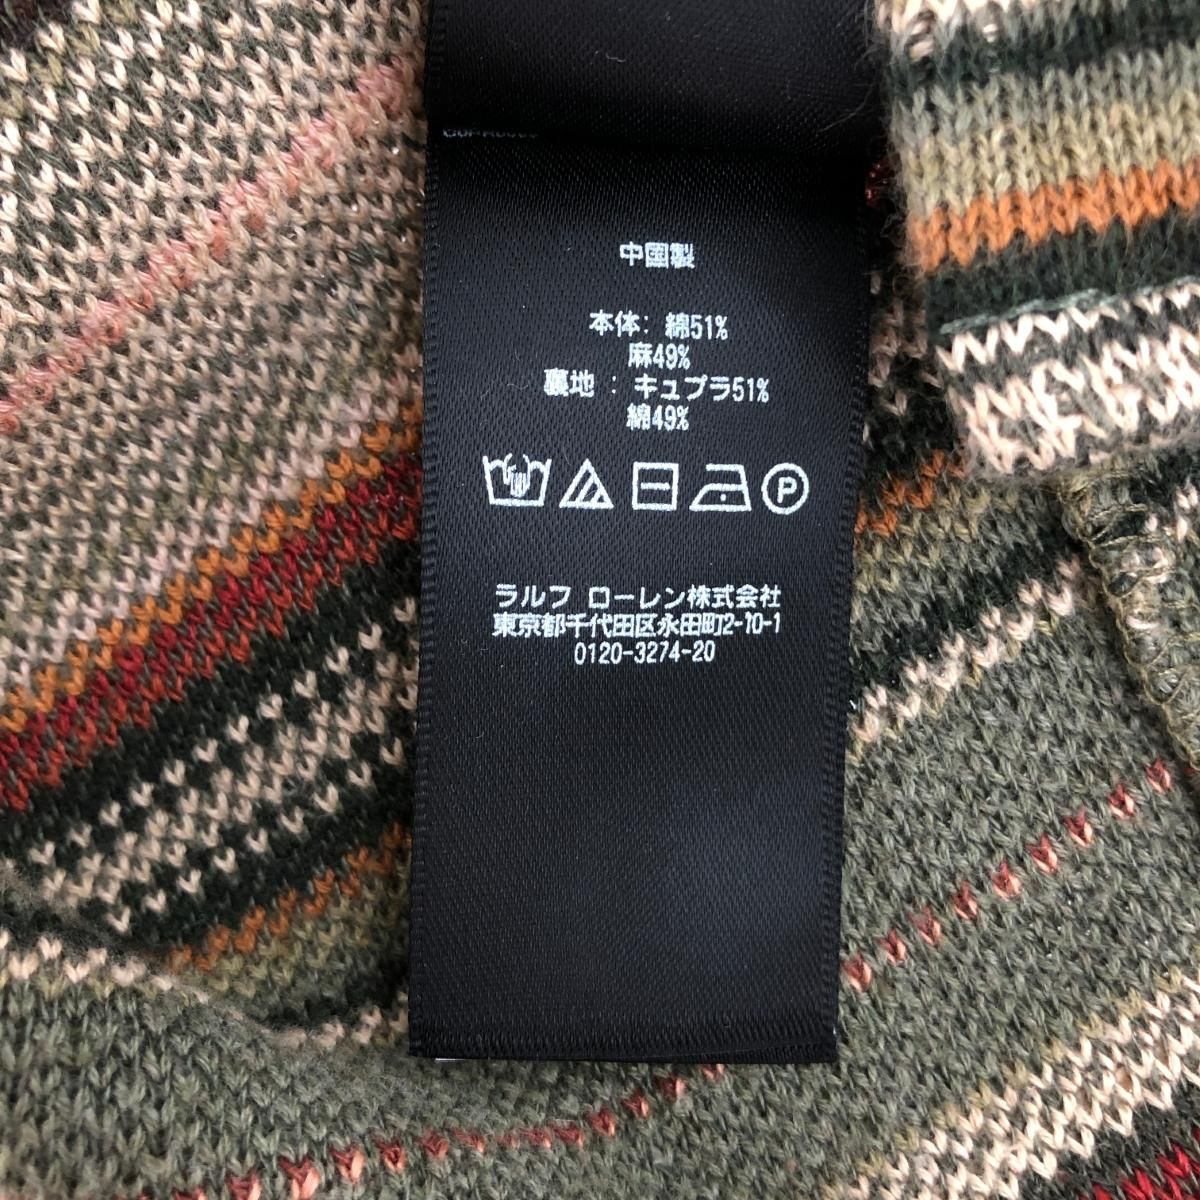 中国製
本体: 綿51%
麻49%
裏地 : キュプラ51%
綿49%
P
ラルフ ローレン株式会社
東京都千代田区永田町2-10-1
0120-3274-20